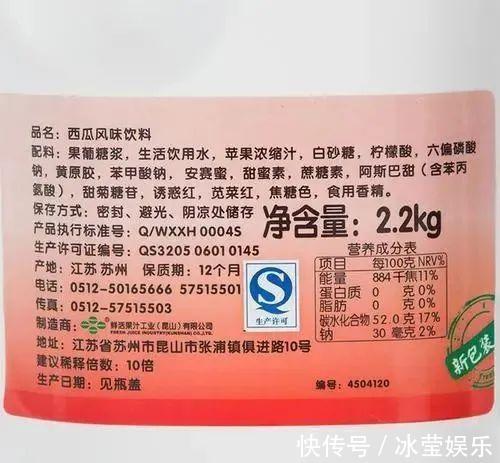 品名：西瓜风味饮料
配料：果葡糖浆，生活饮用水，苹果浓缩汁，白砂糖，柠檬酸，六偏磷酸
钠，黄原胶，苯甲酸钠，安赛蜜，甜蜜素，蔗糖素，阿斯巴甜（含苯丙
氨酸），甜菊糖苷，诱惑红，苋菜红，焦糖色，食用香精。
保存方式：密封、避光、阴凉处储存
净含量：2.2kg
产品执行标准号：Q/WXXH 0004S
生产许可证编号：QS3205 0601 0145
产地：江苏 苏州 保质期：12个月
电话：0512-50165666 57515501
传真：0512-57515503
制造商：鲜活果汁工业（昆山）有限公司
FRESH JUICE INDUSTRY(KUNSHAN) CO.,LTD.
地址：江苏省苏州市昆山市张浦镇俱进路10号
建议稀释倍数：10倍
生产日期：见瓶盖
QS
生产许可
营养成分表
项目 每100克 NRV%
能量 884 千焦 11%
蛋白质 0 克 0%
脂肪 0 克 0%
碳水化合物 52.0 克 17%
钠 30 毫克 2%
新包装
编号：4504120
快传号/冰莹娱乐